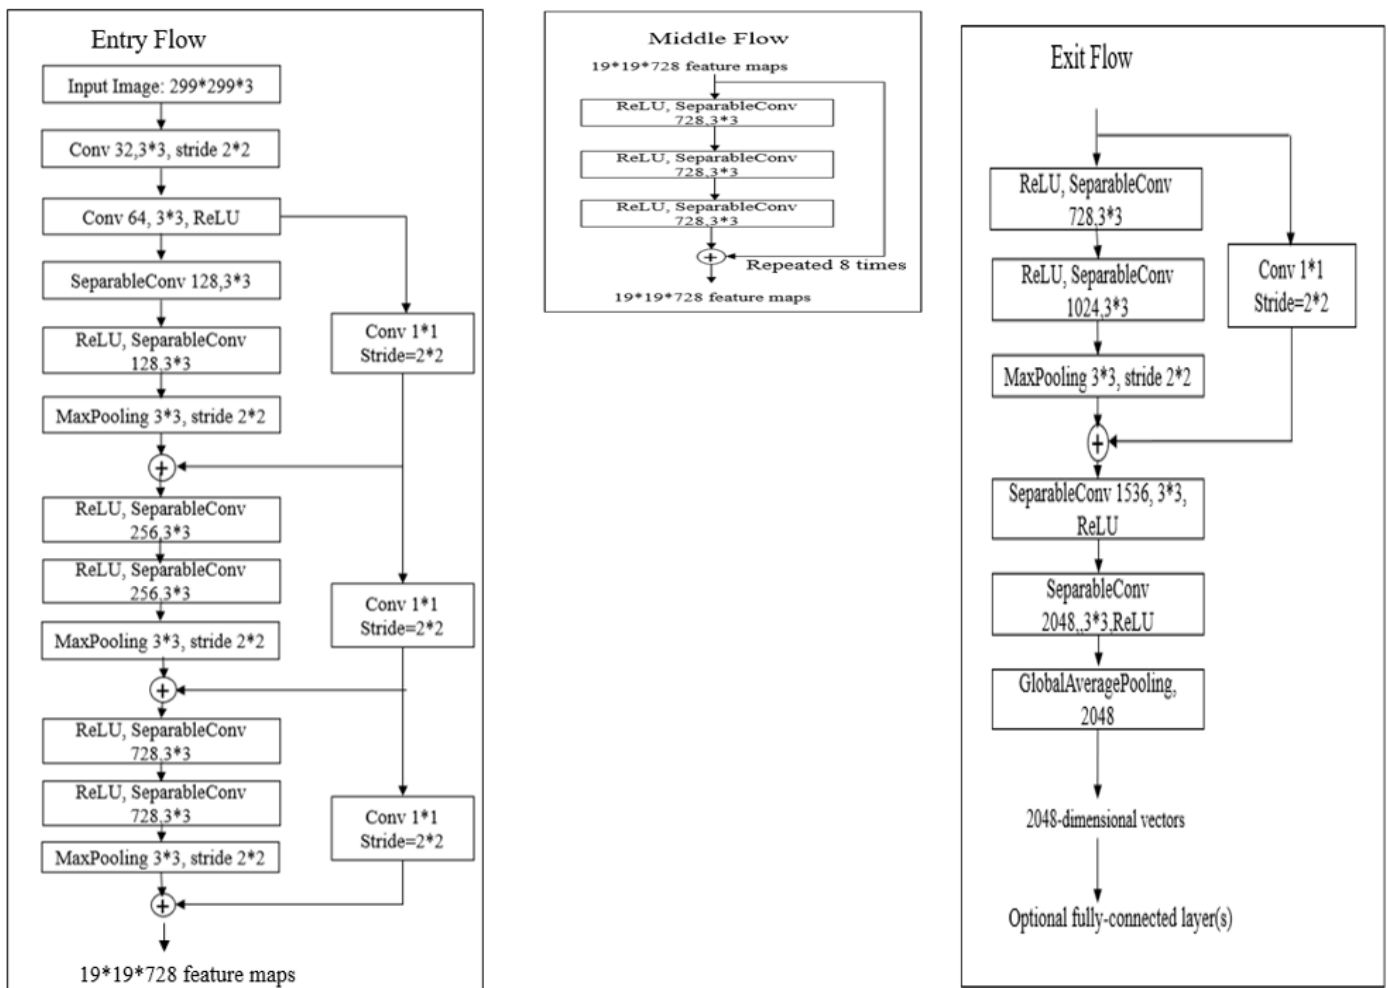 Entry Flow
Input Image: 299*299*3
Conv 32,3*3, stride 2*2
Conv 64, 3*3, ReLU
SeparableConv 128,3*3
ReLU, SeparableConv
128,3*3
MaxPooling 3*3, stride 2*2
+
ReLU, SeparableConv
256,3*3
ReLU, SeparableConv
256,3*3
MaxPooling 3*3, stride 2*2
+
ReLU, SeparableConv
728,3*3
ReLU, SeparableConv
728,3*3
MaxPooling 3*3, stride 2*2
+
19*19*728 feature maps
Conv 1*1
Stride=2*2
Conv 1*1
Stride=2*2
Conv 1*1
Stride=2*2
Middle Flow
19*19*728 feature maps
ReLU, SeparableConv
728,3*3
ReLU, SeparableConv
728,3*3
ReLU, SeparableConv
728,3*3
+
Repeated 8 times
19*19*728 feature maps
Exit Flow
ReLU, SeparableConv
728,3*3
ReLU, SeparableConv
1024,3*3
MaxPooling 3*3, stride 2*2
Conv 1*1
Stride=2*2
+
SeparableConv 1536, 3*3,
ReLU
SeparableConv
2048,,3*3,ReLU
GlobalAveragePooling,
2048
2048-dimensional vectors
Optional fully-connected layer(s)